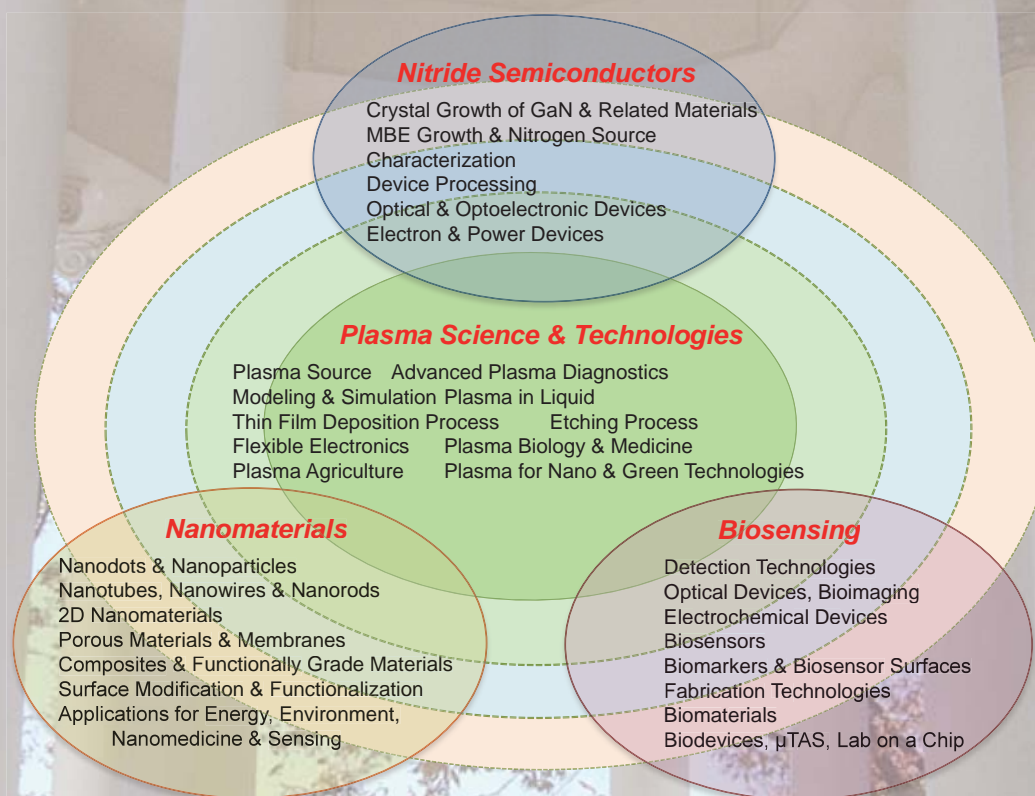 Nitride Semiconductors
Crystal Growth of GaN & Related Materials
MBE Growth & Nitrogen Source
Characterization
Device Processing
Optical & Optoelectronic Devices
Electron & Power Devices
Plasma Science & Technologies
Plasma Source Advanced Plasma Diagnostics
Modeling & Simulation Plasma in Liquid
Thin Film Deposition Process Etching Process
Flexible Electronics Plasma Biology & Medicine
Plasma Agriculture Plasma for Nano & Green Technologies
Nanomaterials
Nanodots & Nanoparticles
Nanotubes, Nanowires & Nanorods
2D Nanomaterials
Porous Materials & Membranes
Composites & Functionally Grade Materials
Surface Modification & Functionalization
Applications for Energy, Environment,
Nanomedicine & Sensing
Biosensing
Detection Technologies
Optical Devices, Bioimaging
Electrochemical Devices
Biosensors
Biomarkers & Biosensor Surfaces
Fabrication Technologies
Biomaterials
Biodevices, µTAS, Lab on a Chip